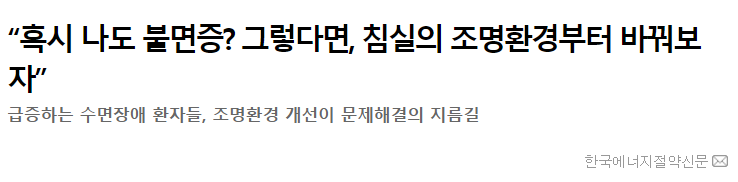 “혹시 나도 불면증? 그렇다면, 침실의 조명환경부터 바꿔보
자”
급증하는 수면장애 환자들, 조명환경 개선이 문제해결의 지름길
한국에너지절약신문